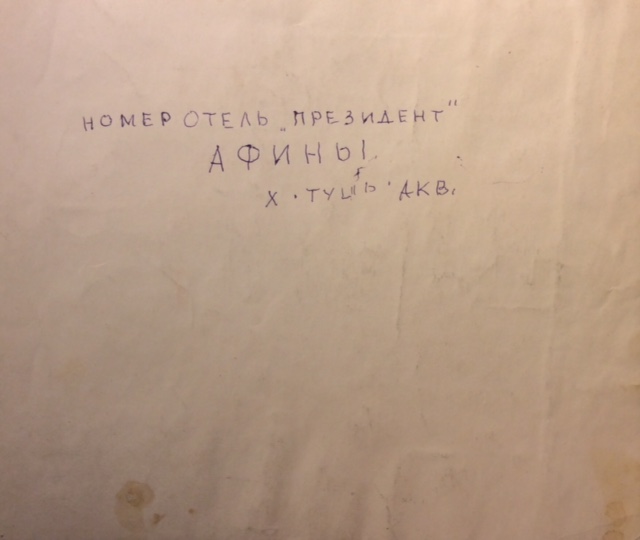 НОМЕР ОТЕЛЬ „ПРЕЗИДЕНТ"
АФИНЫ
Х. ТУШЬ. АКВ.